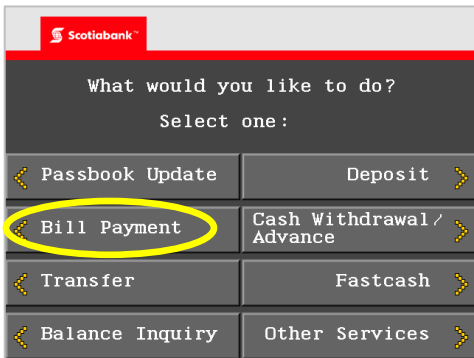 Scotiabank™
What would you like to do?
Select one:
Passbook Update
Deposit
Bill Payment
Cash Withdrawal/
Advance
Transfer
Fastcash
Balance Inquiry
Other Services